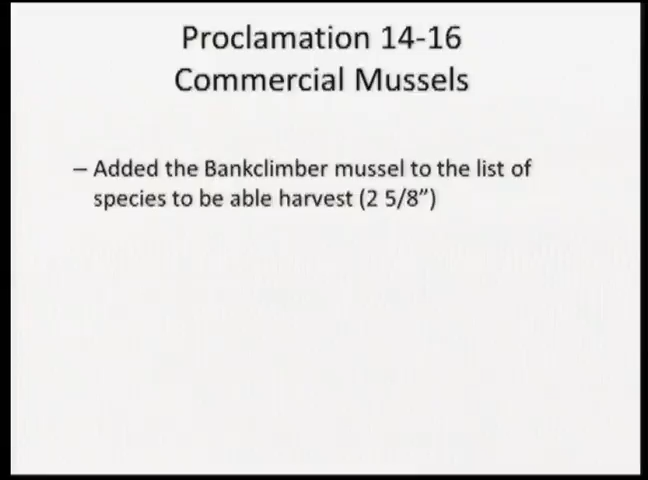 Proclamation 14-16
Commercial Mussels
– Added the Bankclimber mussel to the list of
species to be able harvest (2 5/8”)